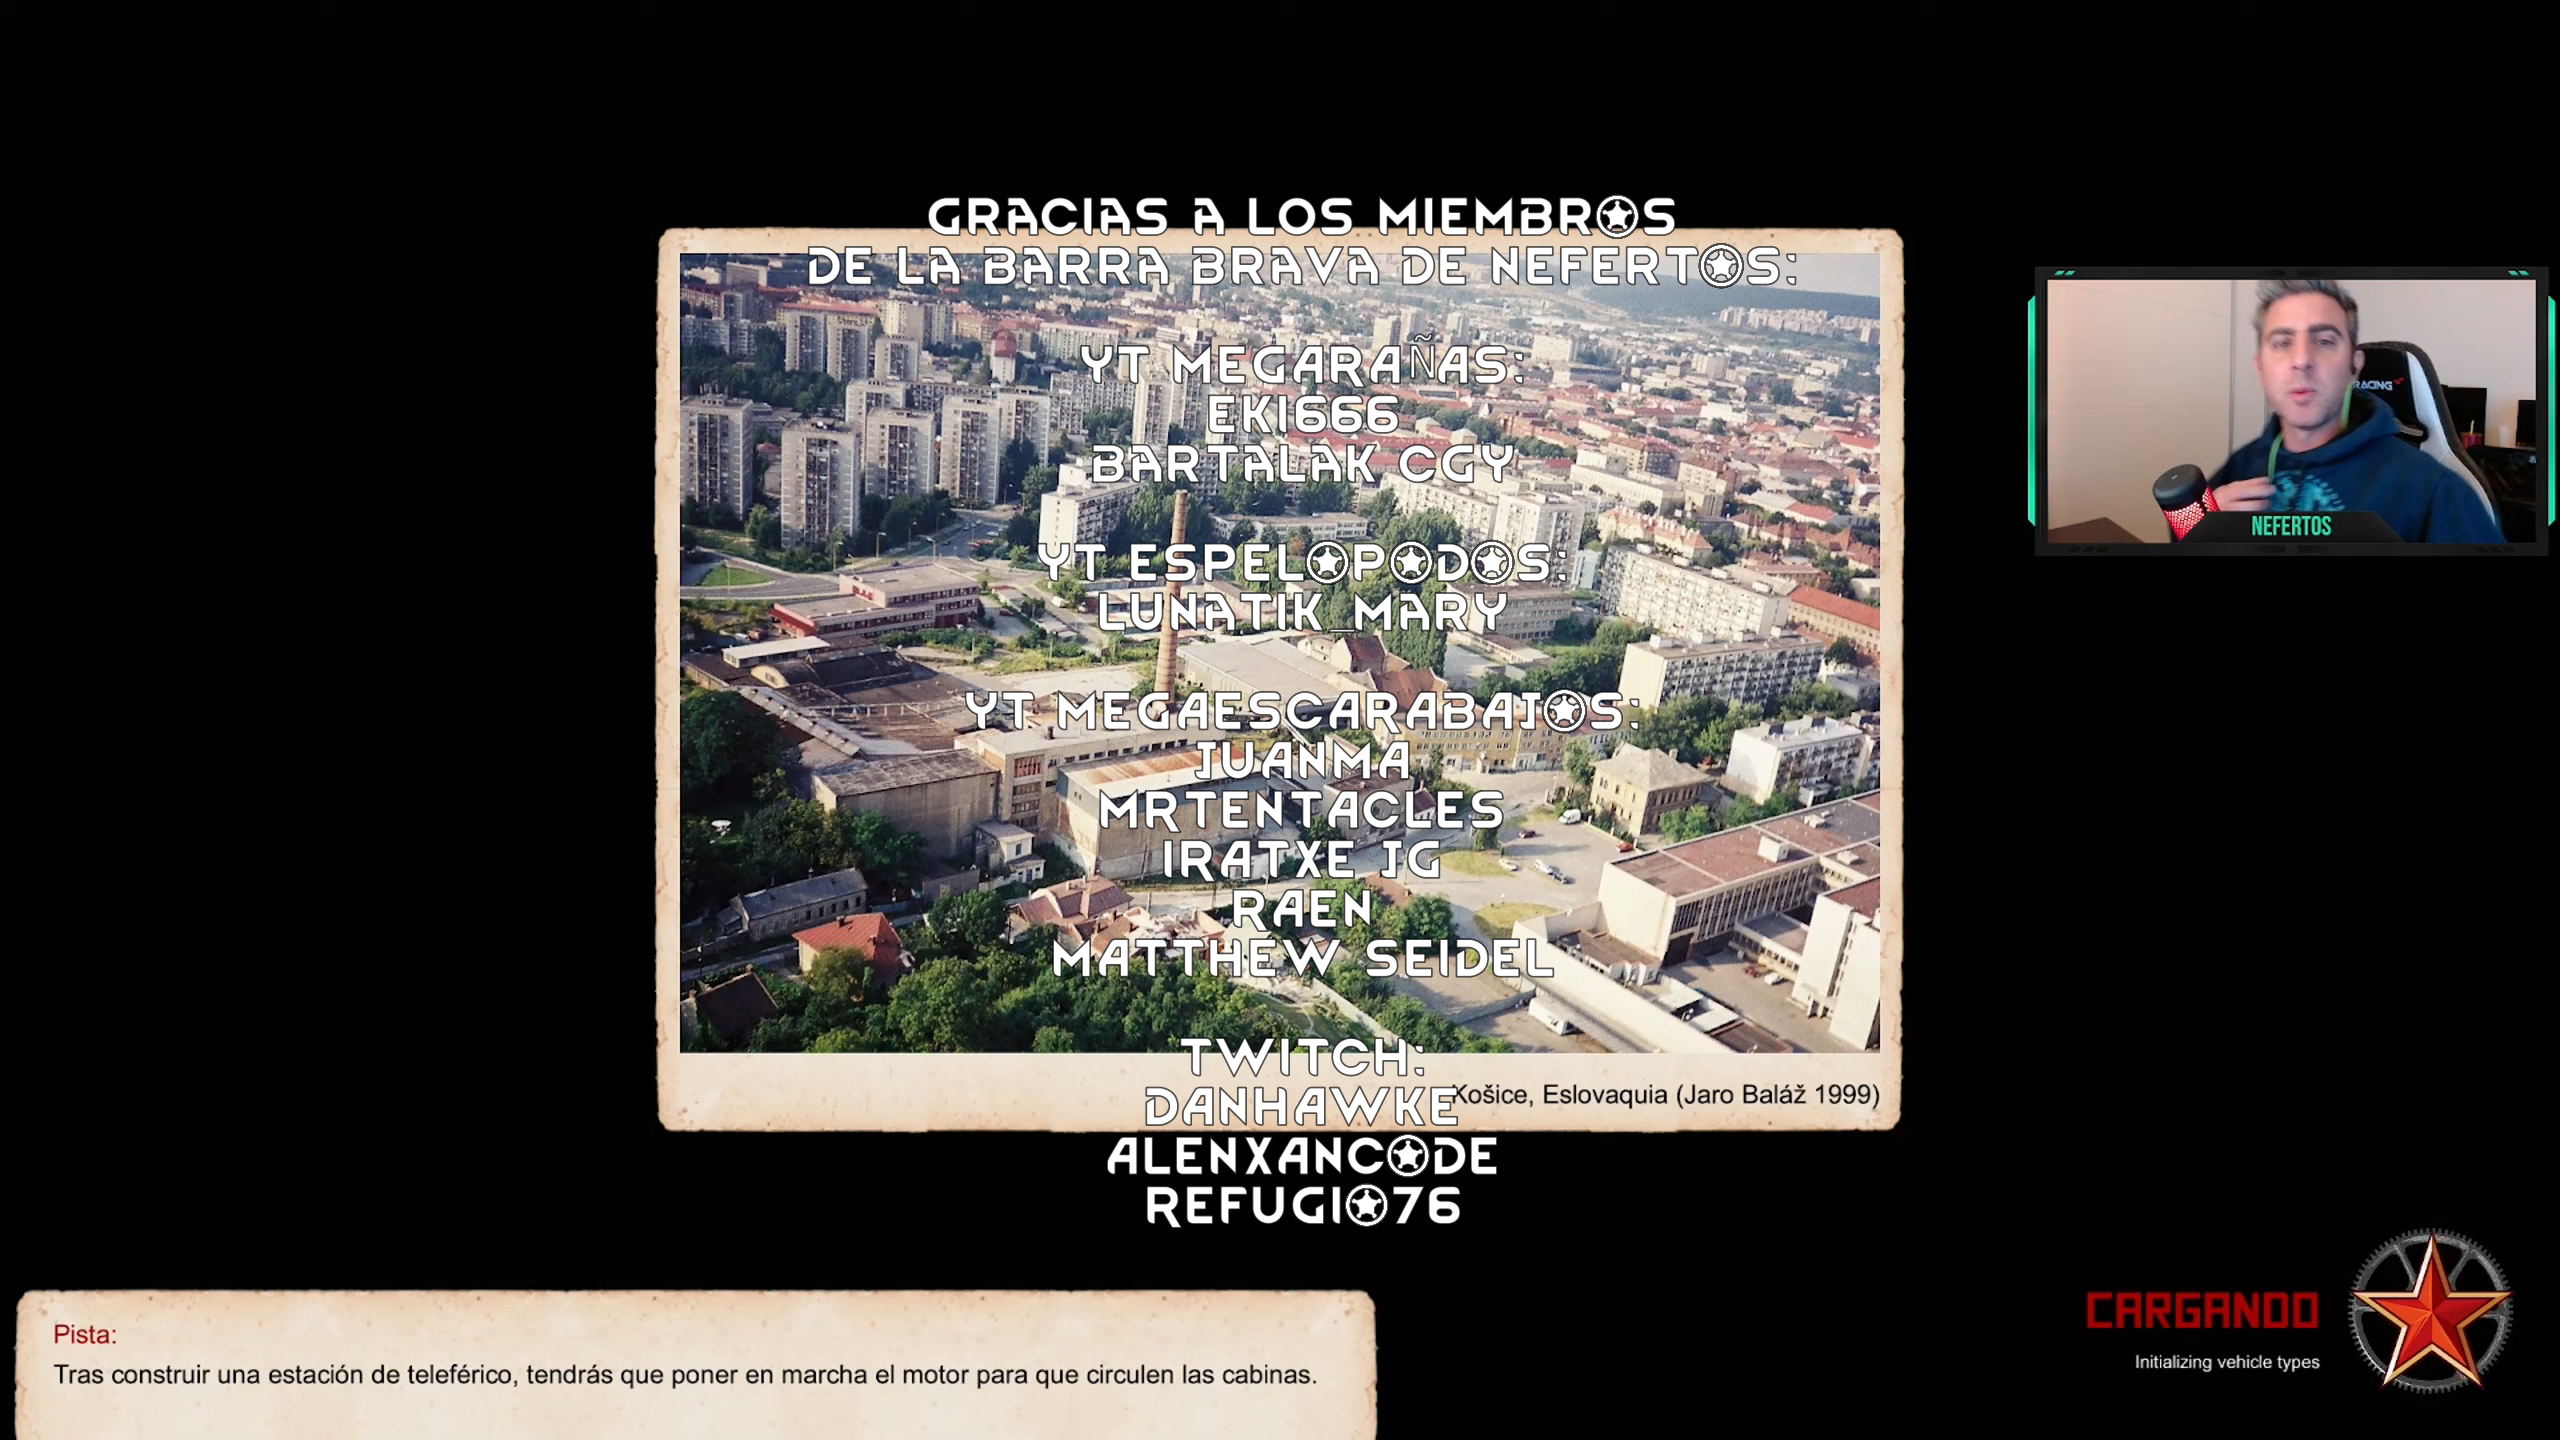 GRACIAS A LOS MIEMBROS
DE LA BARRA BRAVA DE NEFERTOS:
YT MEGARAÑAS:
EKI666
BARTALAK CGY
YT ESPELOPODOS:
LUNATIK_MARY
YT MEGAESCARABAJOS:
JUANMA
MRTENTACLES
IRATXE JG
RAEN
MATTHEW SEIDEL
TWITCH:
DANHAWKE
ALENXANCODE
REFUGIO76
Košice, Eslovaquia (Jaro Baláž 1999)
RACING
NEFERTOS
Pista:
Tras construir una estación de teleférico, tendrás que poner en marcha el motor para que circulen las cabinas.
CARGANDO
Initializing vehicle types